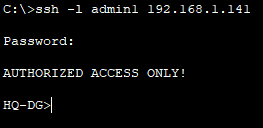 C:\>ssh -l admin1 192.168.1.141
Password:
AUTHORIZED ACCESS ONLY!
HQ-DG>